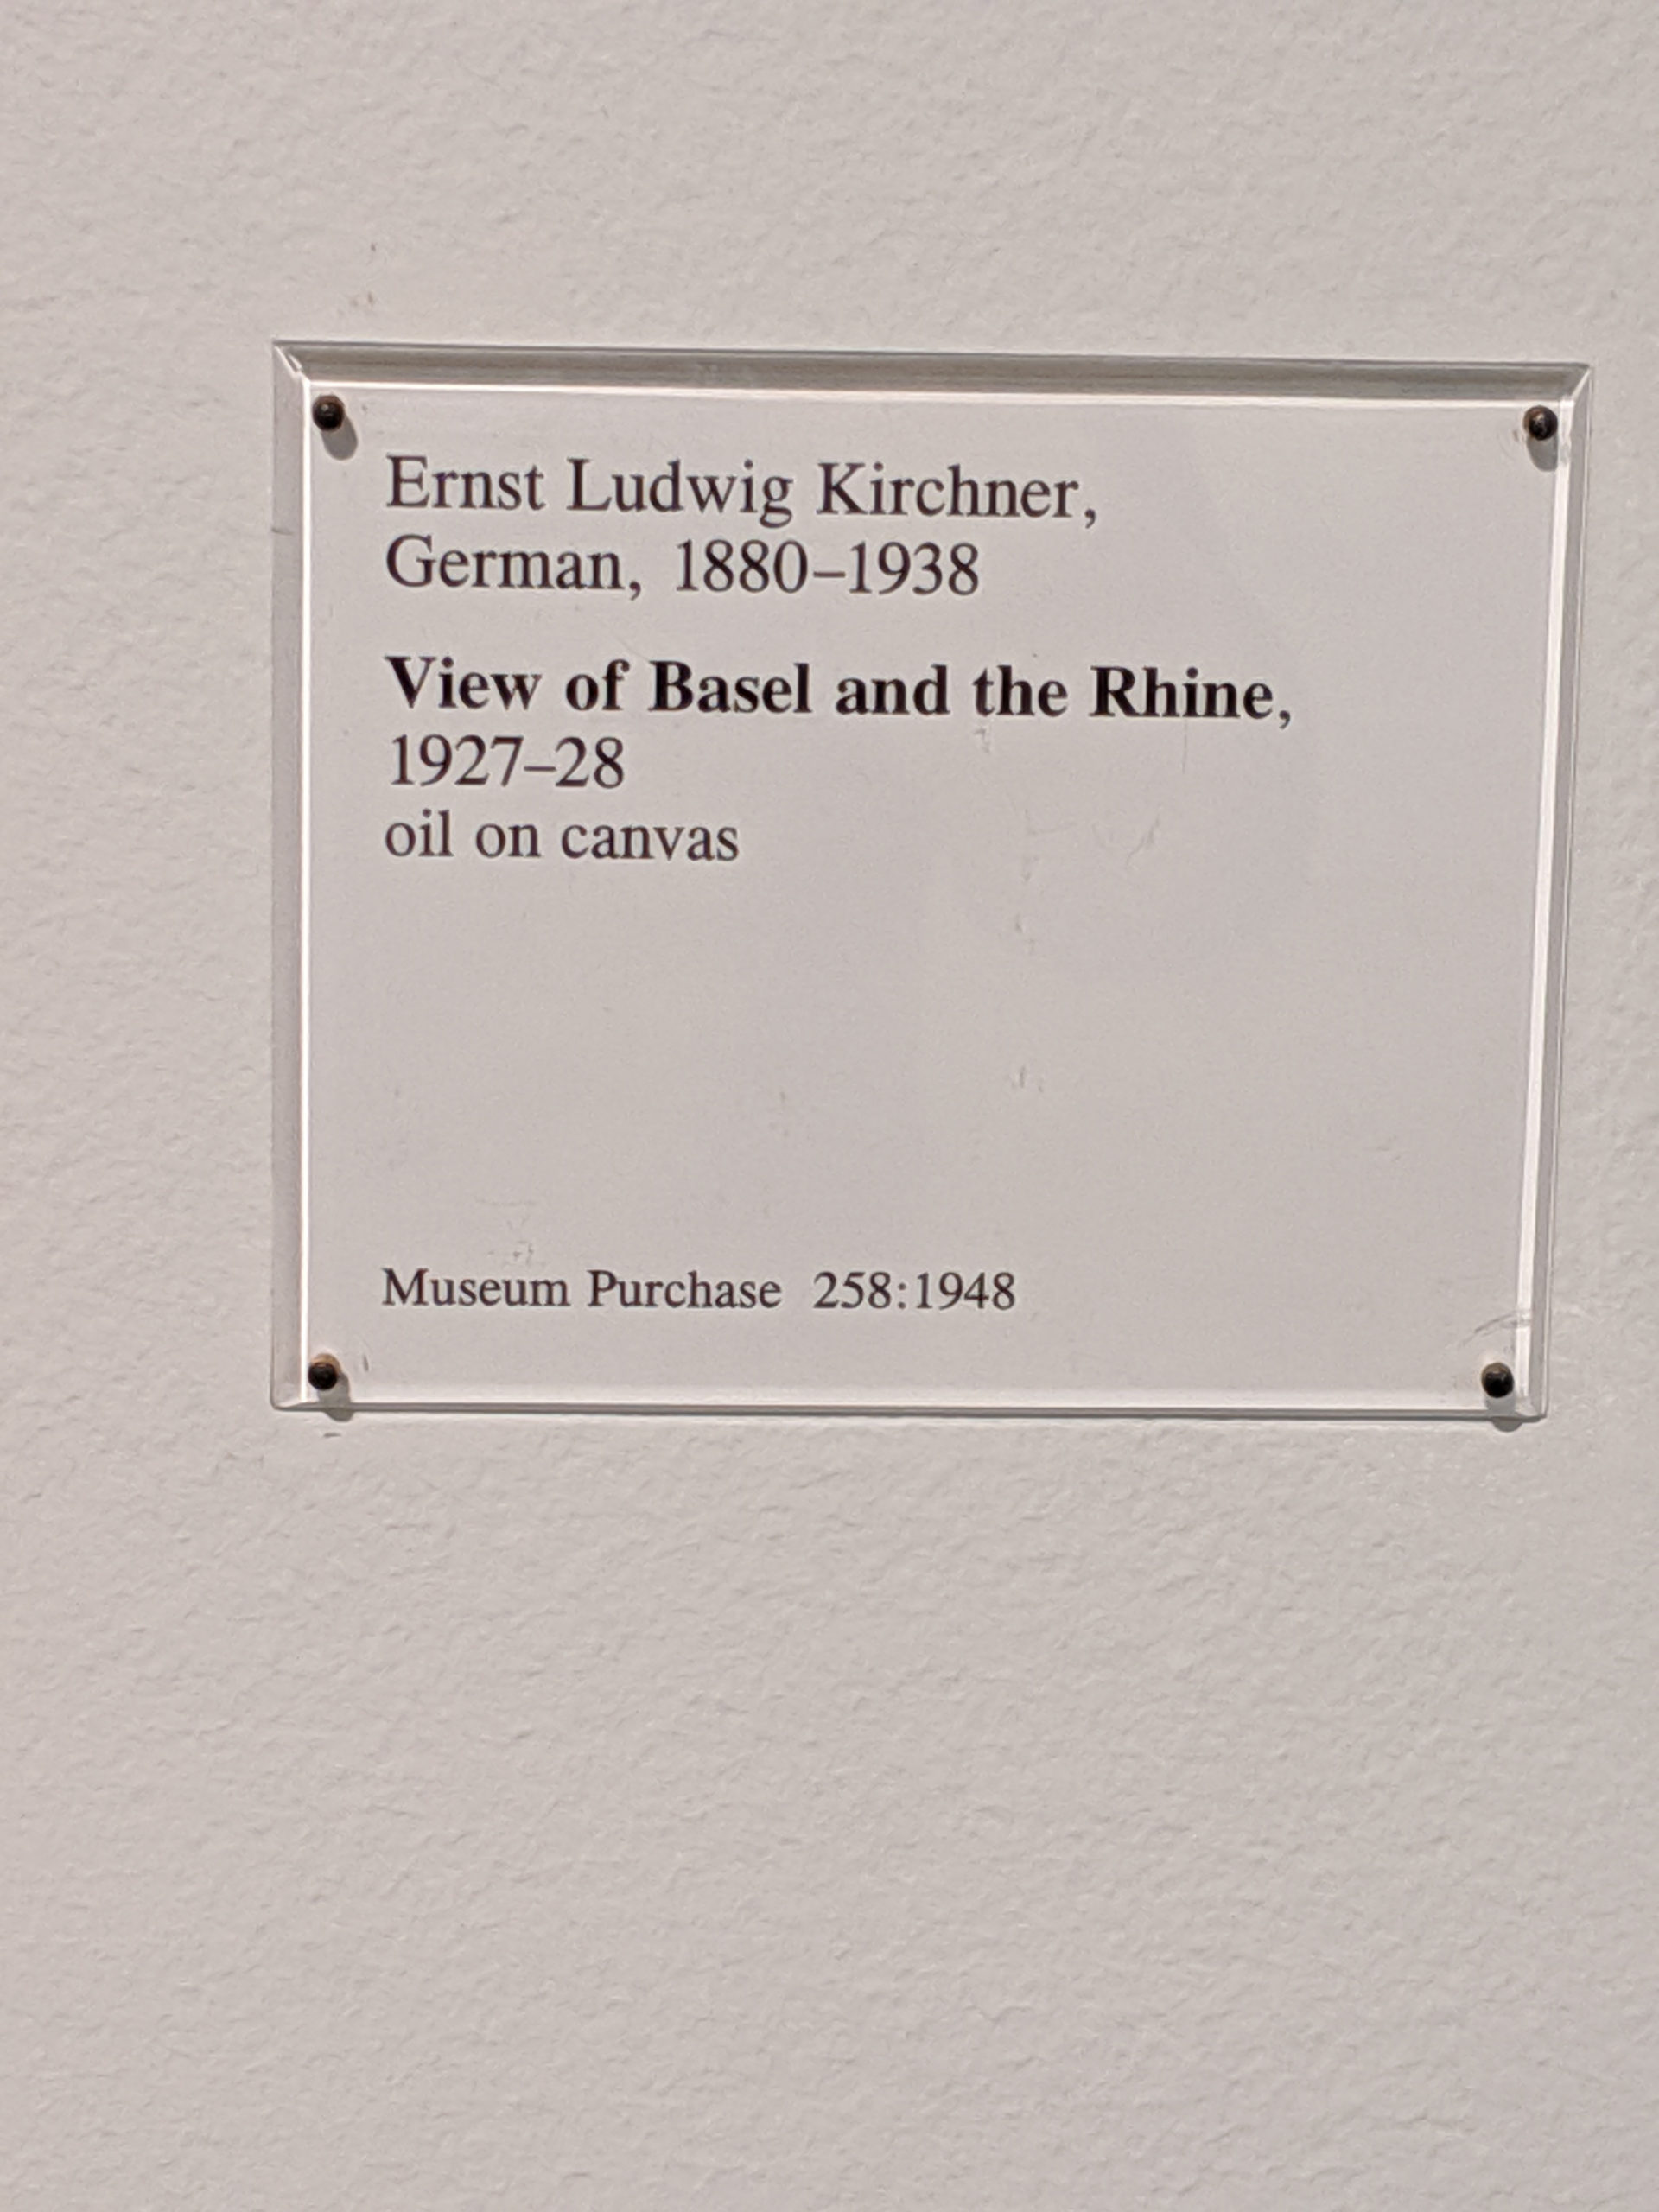 Ernst Ludwig Kirchner,
German, 1880–1938
View of Basel and the Rhine,
1927–28
oil on canvas
Museum Purchase 258:1948